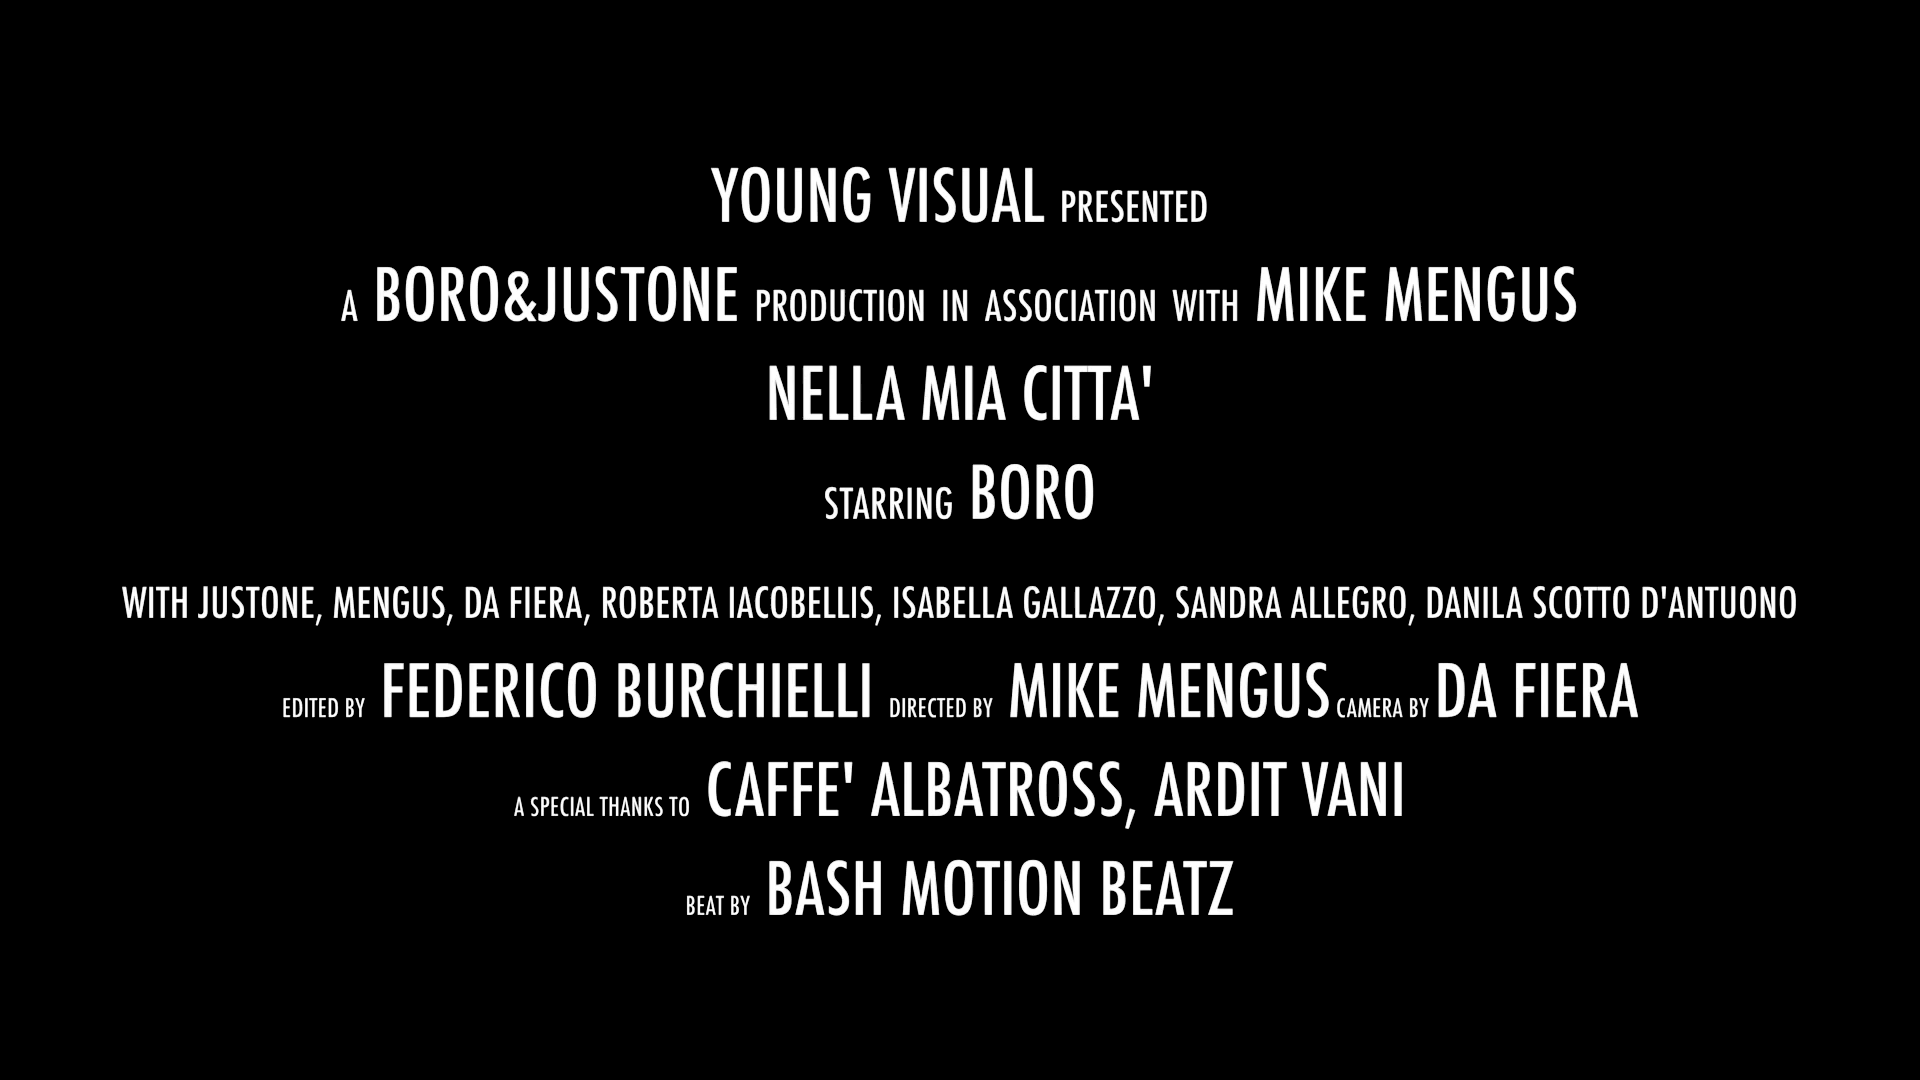 YOUNG VISUAL PRESENTED
A BORO&JUSTONE PRODUCTION IN ASSOCIATION WITH MIKE MENGUS
NELLA MIA CITTA'
STARRING BORO
WITH JUSTONE, MENGUS, DA FIERA, ROBERTA IACOBELLIS, ISABELLA GALLAZZO, SANDRA ALLEGRO, DANILA SCOTTO D'ANTUONO
EDITED BY FEDERICO BURCHIELLI DIRECTED BY MIKE MENGUS CAMERA BY DA FIERA
A SPECIAL THANKS TO CAFFE' ALBATROSS, ARDIT VANI
BEAT BY BASH MOTION BEATZ